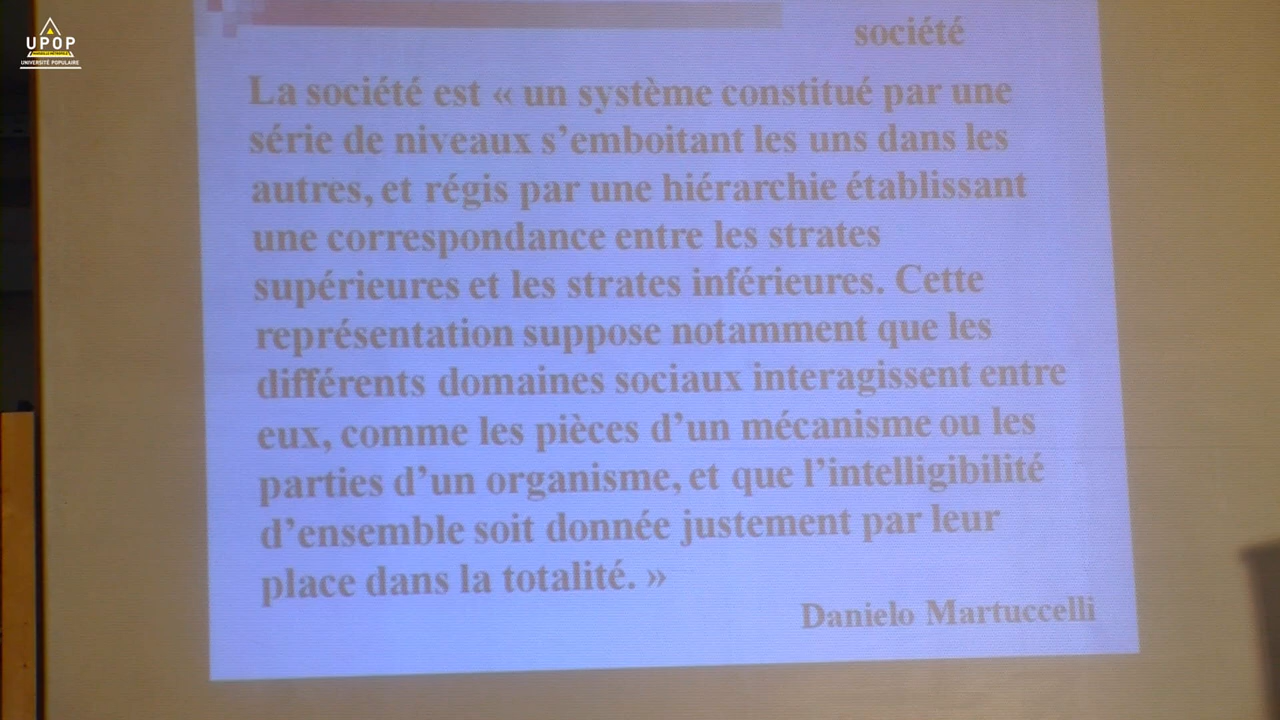 UPOP
UNIVERSITÉ POPULAIRE
société
La société est « un système constitué par une
série de niveaux s’emboitant les uns dans les
autres, et régis par une hiérarchie établissant
une correspondance entre les strates
supérieures et les strates inférieures. Cette
représentation suppose notamment que les
différents domaines sociaux interagissent entre
eux, comme les pièces d’un mécanisme ou les
parties d’un organisme, et que l’intelligibilité
d’ensemble soit donnée justement par leur
place dans la totalité. »
Danielo Martuccelli